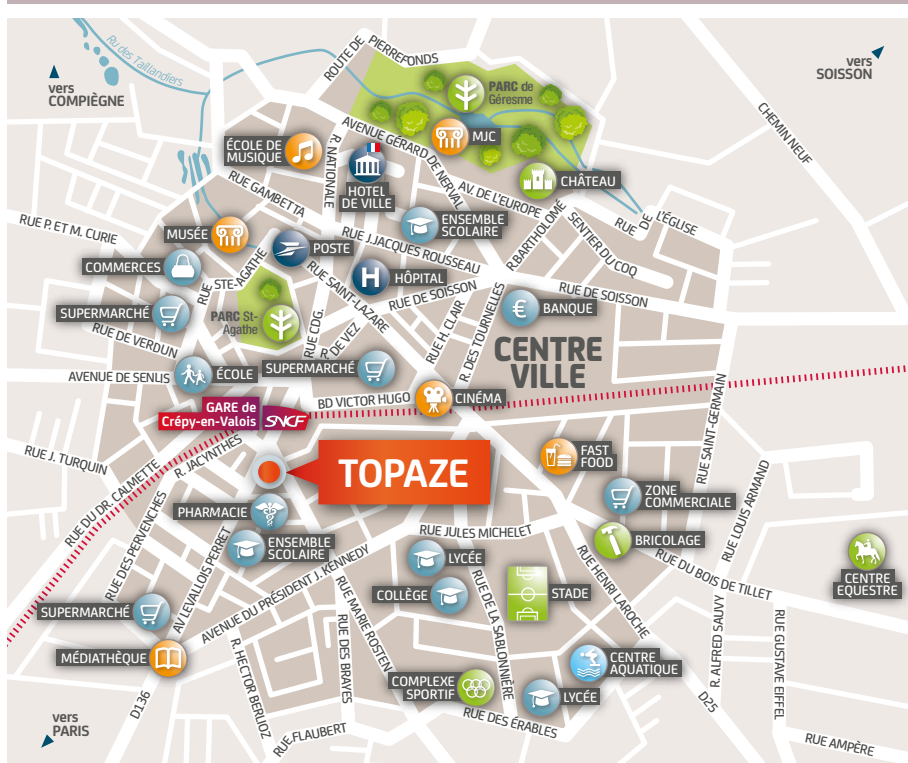 vers
COMPIÈGNE
Ru des Taillandiers
ROUTE DE PIERREFONDS
PARC de
Géresme
vers
SOISSON
CHEMIN NEUF
ÉCOLE DE
MUSIQUE
R. NATIONALE
AVENUE GÉRARD DE NERVAL
MJC
HOTEL
DE VILLE
CHÂTEAU
RUE GAMBETTA
AV. DE L'EUROPE
RUE DE L'ÉGLISE
ENSEMBLE
SCOLAIRE
R.BARTHOLOMÉ
SENTIER DU COQ
RUE P. ET M. CURIE
MUSÉE
POSTE
RUE J.JACQUES ROUSSEAU
COMMERCES
RUE STE-AGATHE
RUE SAINT-LAZARE
H
HÔPITAL
RUE DE SOISSON
RUE DE SOISSON
SUPERMARCHÉ
PARC St-
Agathe
RUE CDG.
R. DE VEZ
RUE H. CLAIR
R. DES TOURNELLES
€
BANQUE
RUE DE VERDUN
CENTRE
VILLE
AVENUE DE SENLIS
ÉCOLE
SUPERMARCHÉ
BD VICTOR HUGO
CINÉMA
GARE de
Crépy-en-Valois
SNCF
RUE SAINT-GERMAIN
RUE J. TURQUIN
RUE DU DR. CALMETTE
R. JACYNTHES
TOPAZE
FAST
FOOD
ZONE
COMMERCIALE
RUE LOUIS ARMAND
PHARMACIE
RUE DES PERVENCHES
AV LEVALLOIS PERRET
ENSEMBLE
SCOLAIRE
RUE JULES MICHELET
BRICOLAGE
LYCÉE
RUE DU BOIS DE TILLET
CENTRE
EQUESTRE
COLLÈGE
STADE
RUE HENRI LAROCHE
SUPERMARCHÉ
AVENUE DU PRÉSIDENT J. KENNEDY
RUE MARIE ROSTEN
RUE DE LA SABLONNIÈRE
RUE GUSTAVE EIFFEL
R. ALFRED SAUVY
MÉDIATHÈQUE
R. HECTOR BERLIOZ
RUE DES BRAYES
CENTRE
AQUATIQUE
COMPLEXE
SPORTIF
LYCÉE
D136
D25
RUE DES ÉRABLES
vers
PARIS
RUE FLAUBERT
RUE AMPÈRE